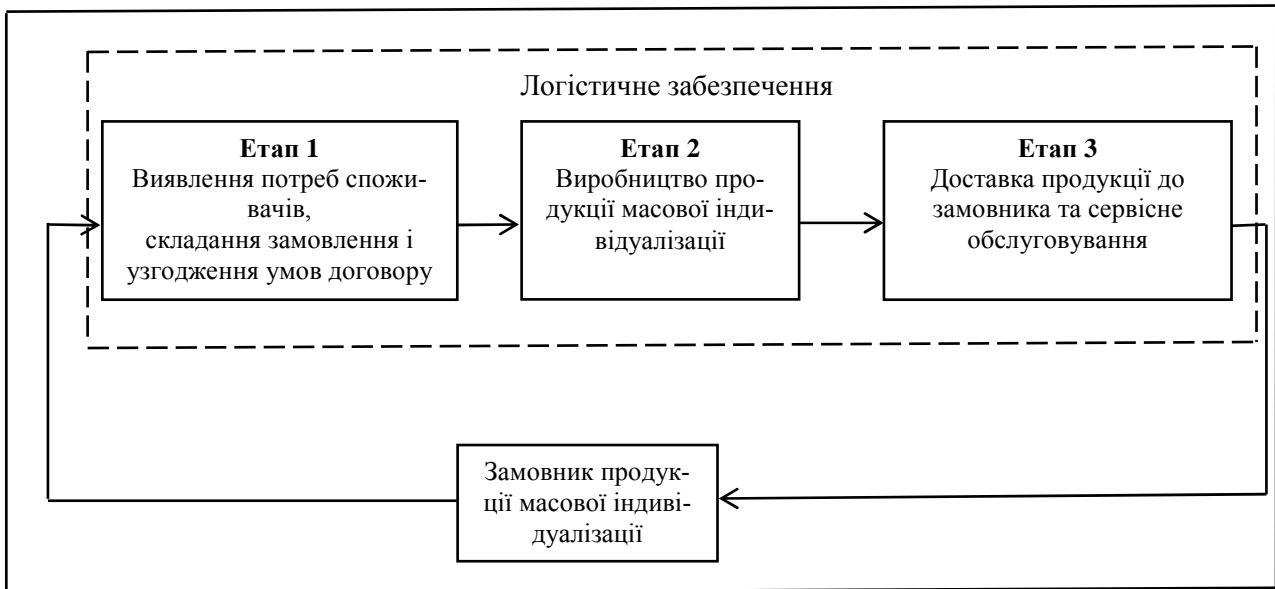 Логістичне забезпечення
Етап 1
Виявлення потреб спожи-
вачів,
складання замовлення і
узгодження умов договору
Етап 2
Виробництво про-
дукції масової інди-
відуалізації
Етап 3
Доставка продукції до
замовника та сервісне
обслуговування
Замовник продук-
ції масової індиві-
дуалізації